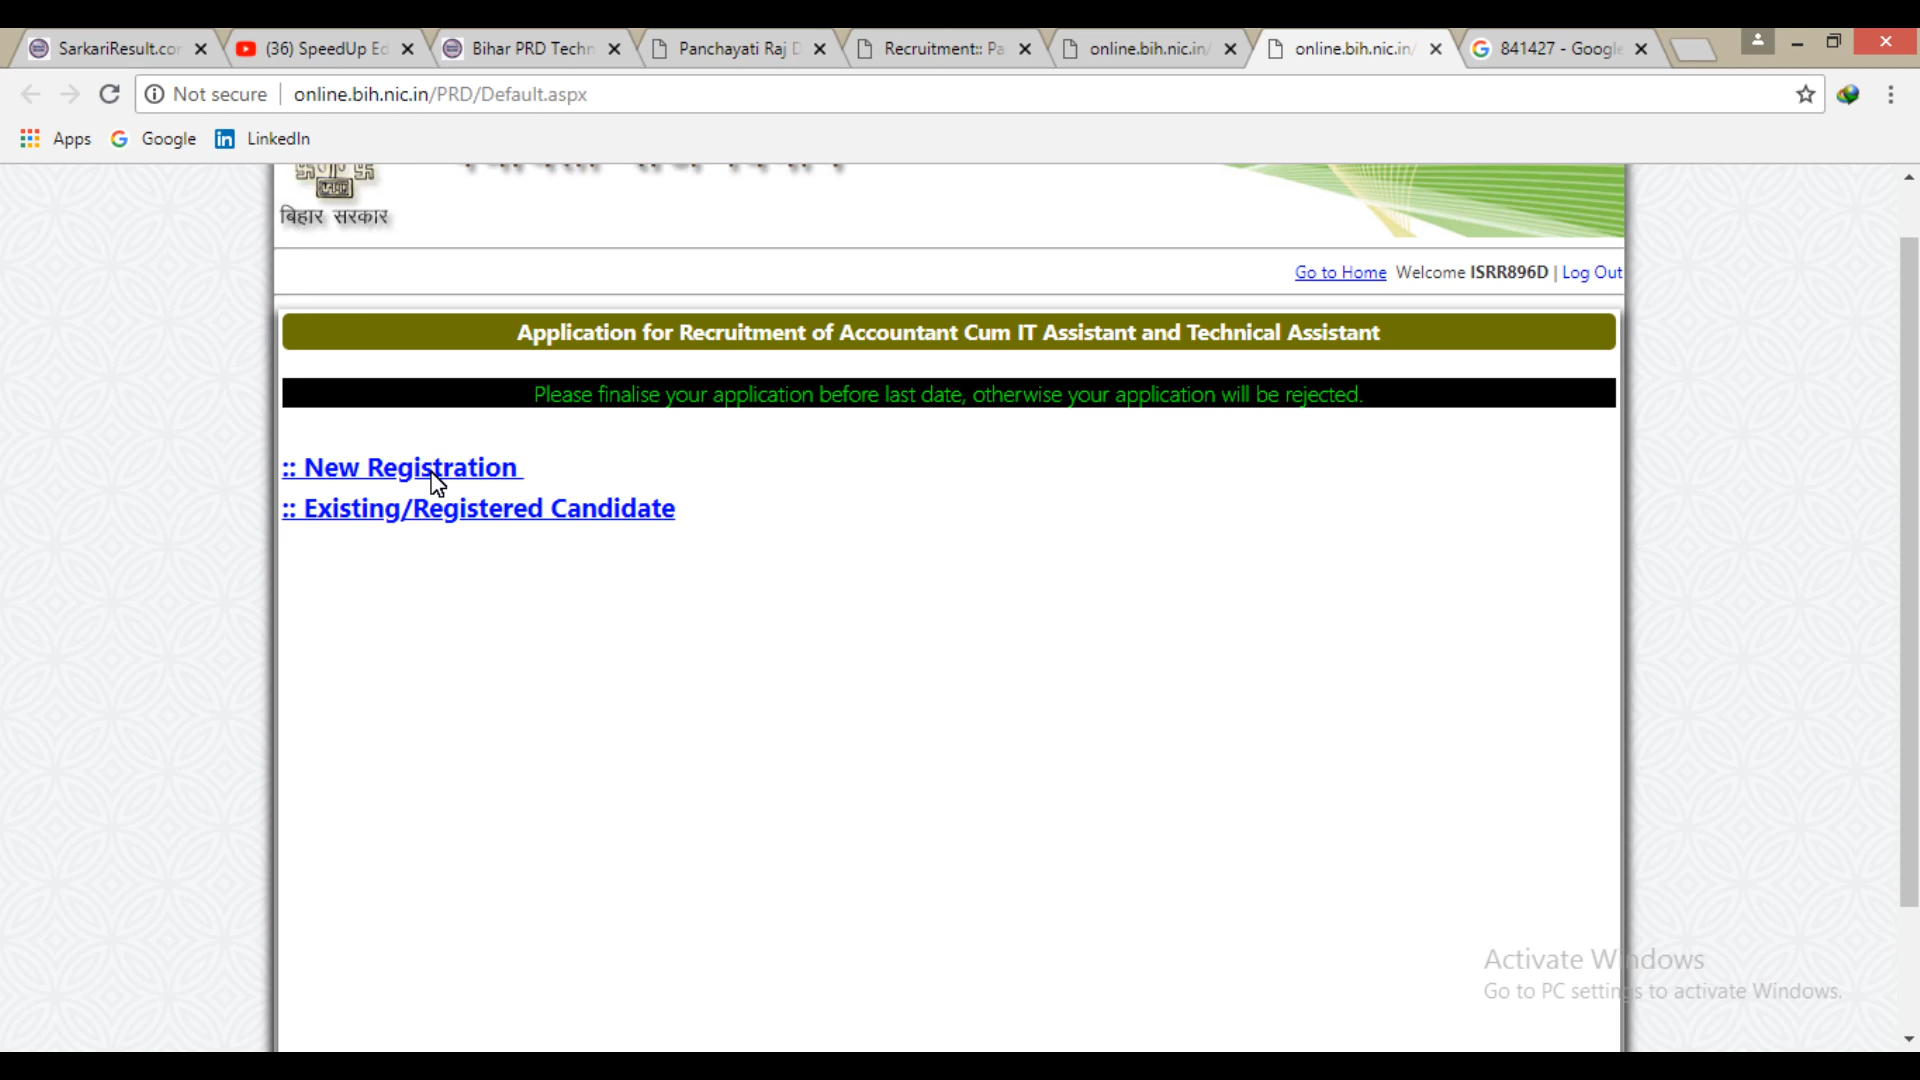 SarkariResult.cor
(36) SpeedUp Ed
Bihar PRD Techn
Panchayati Raj D
Recruitment:: Pa
online.bih.nic.in/
online.bih.nic.in/
841427 - Google
Not secure
online.bih.nic.in/PRD/Default.aspx
Apps
Google
LinkedIn
बिहार सरकार
Go to Home Welcome ISRR896D | Log Out
Application for Recruitment of Accountant Cum IT Assistant and Technical Assistant
Please finalise your application before last date, otherwise your application will be rejected.
:: New Registration
:: Existing/Registered Candidate
Activate Windows
Go to PC settings to activate Windows.